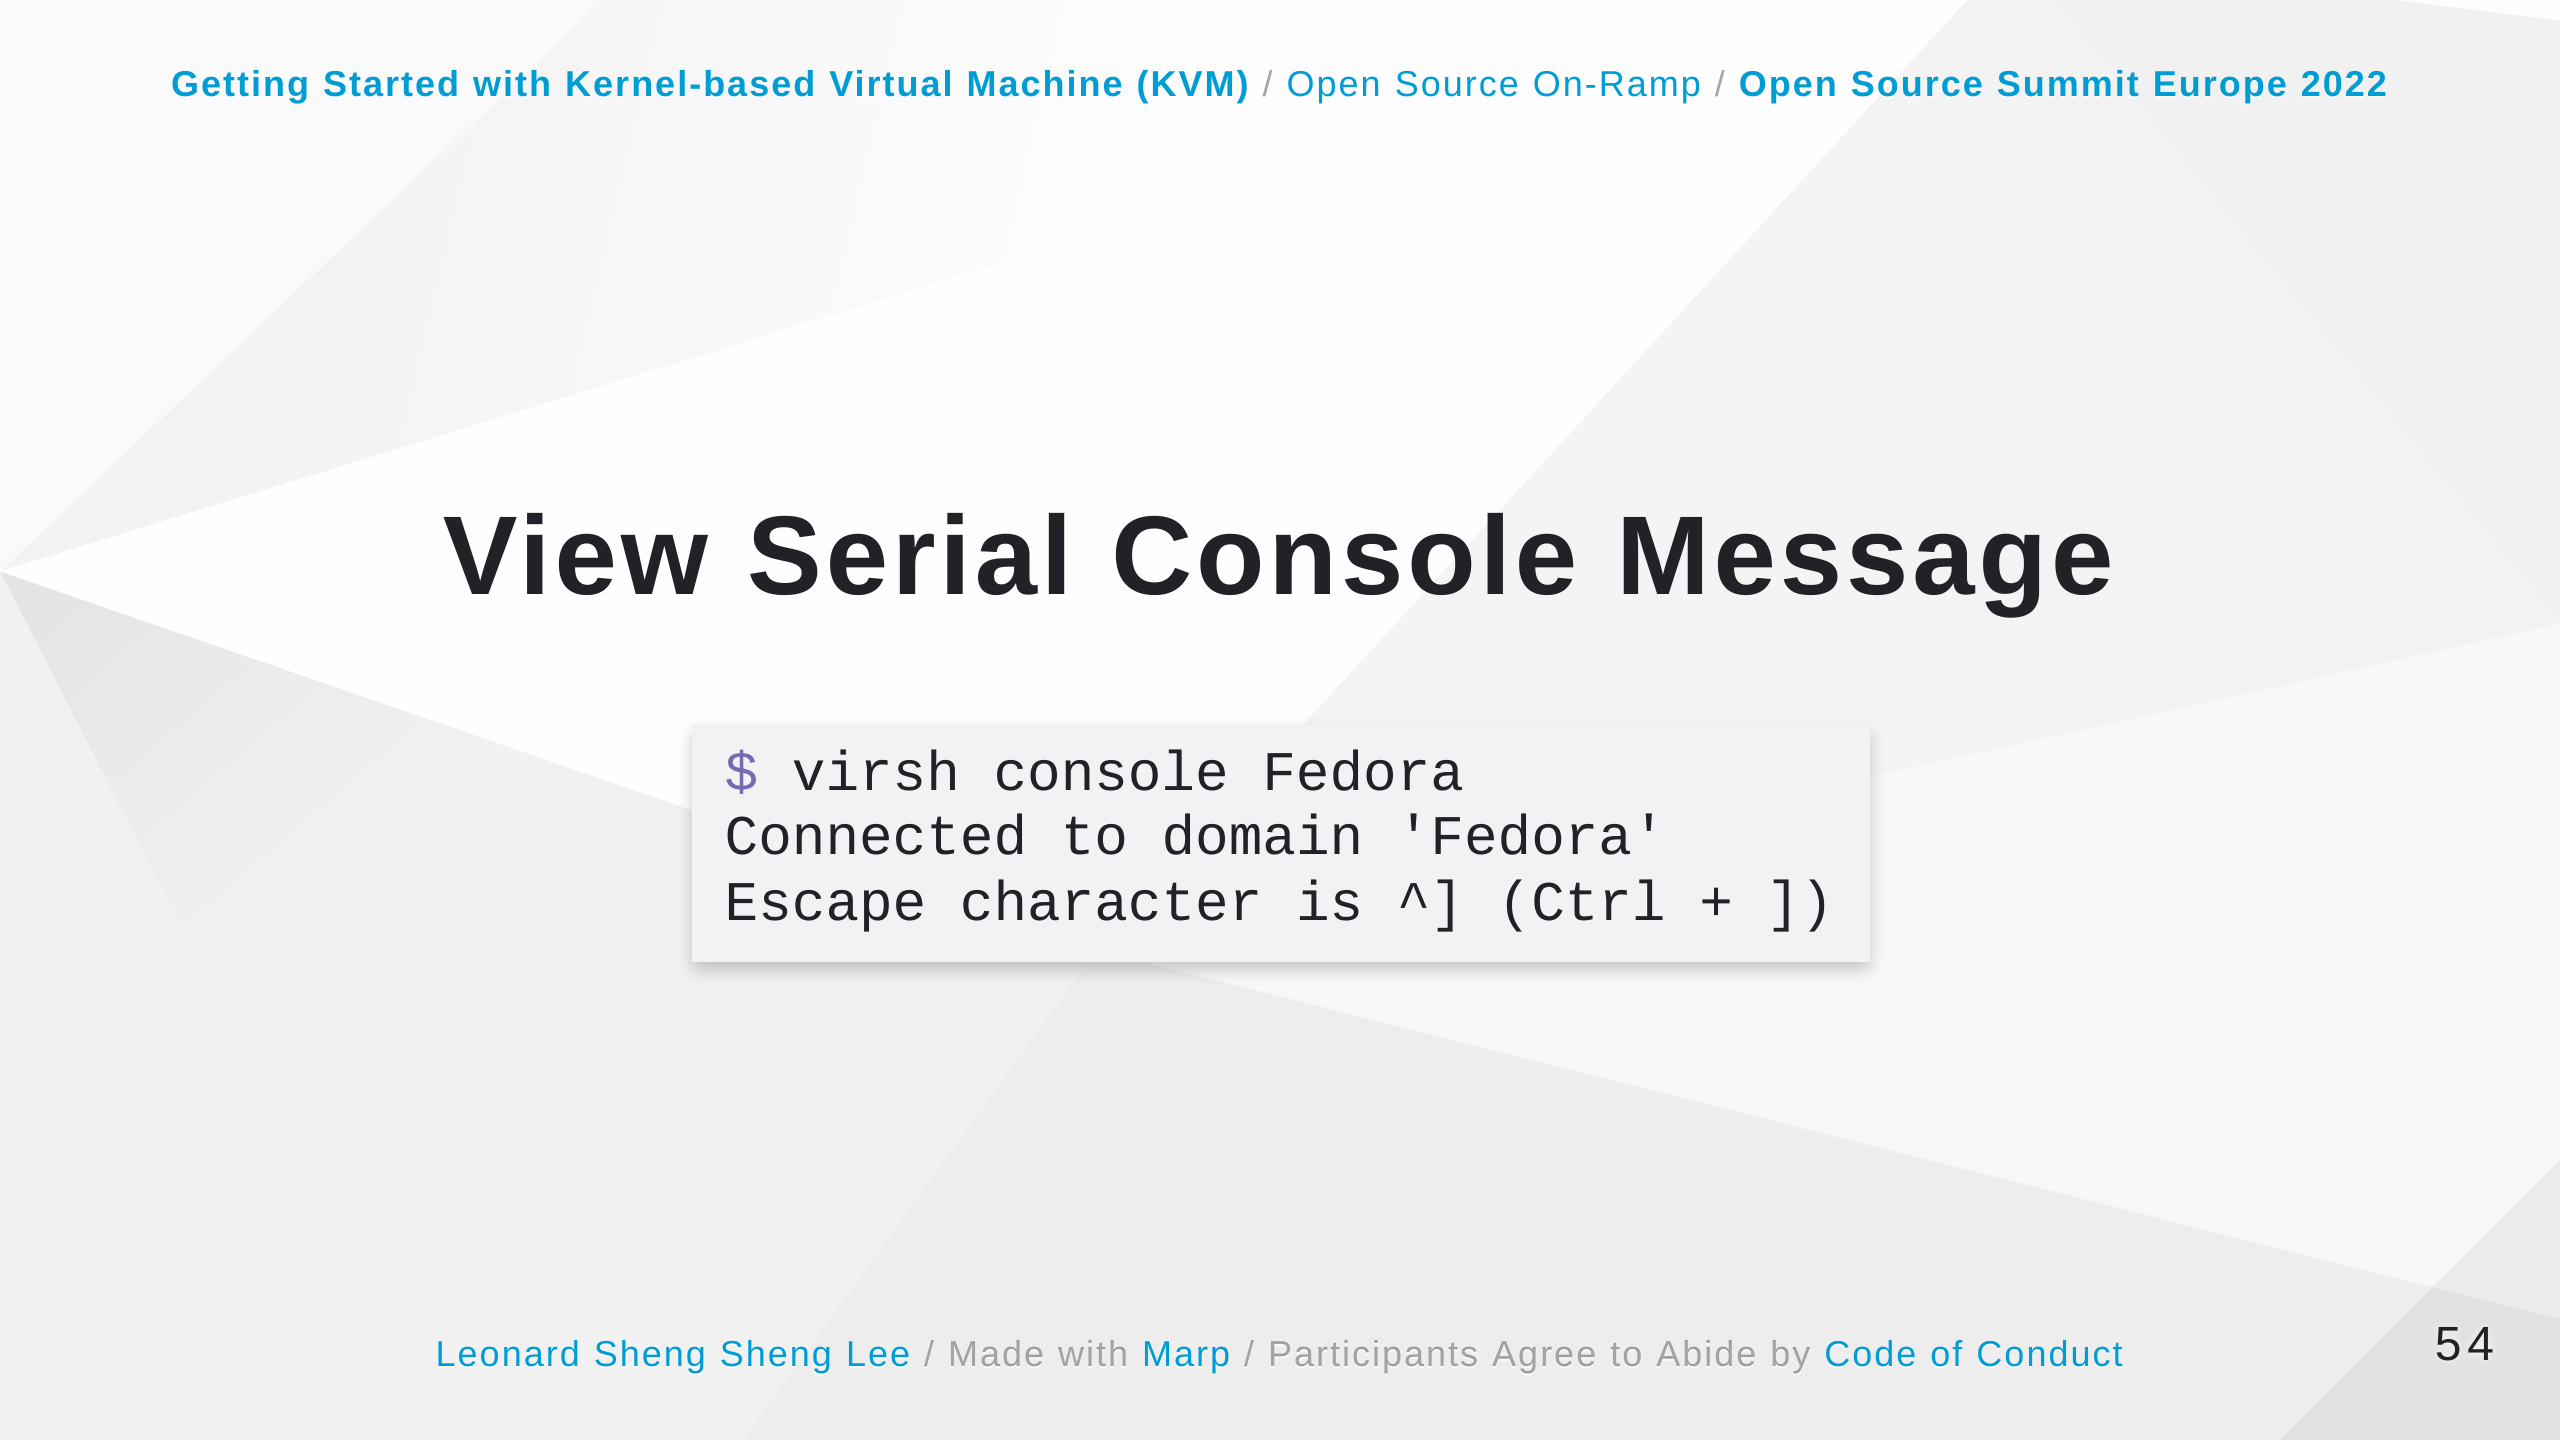 Getting Started with Kernel-based Virtual Machine (KVM) / Open Source On-Ramp / Open Source Summit Europe 2022
View Serial Console Message
$ virsh console Fedora
Connected to domain 'Fedora'
Escape character is ^] (Ctrl + ])
Leonard Sheng Sheng Lee / Made with Marp / Participants Agree to Abide by Code of Conduct
54